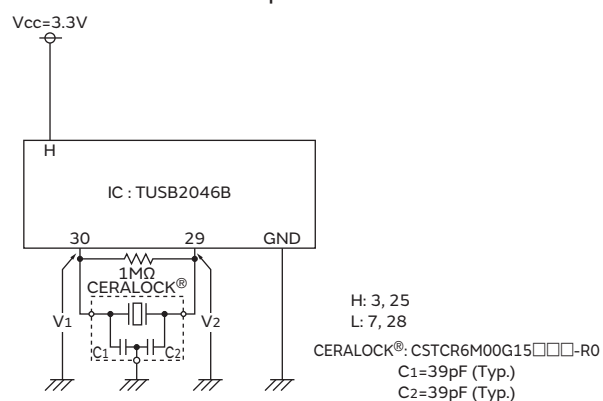 Vcc=3.3V
H
IC : TUSB2046B
30 29 GND
1MΩ
CERALOCK®
V1 V2
C1 C2
H: 3, 25
L: 7, 28
CERALOCK®: CSTCR6M00G15□□□-R0
C1=39pF (Typ.)
C2=39pF (Typ.)